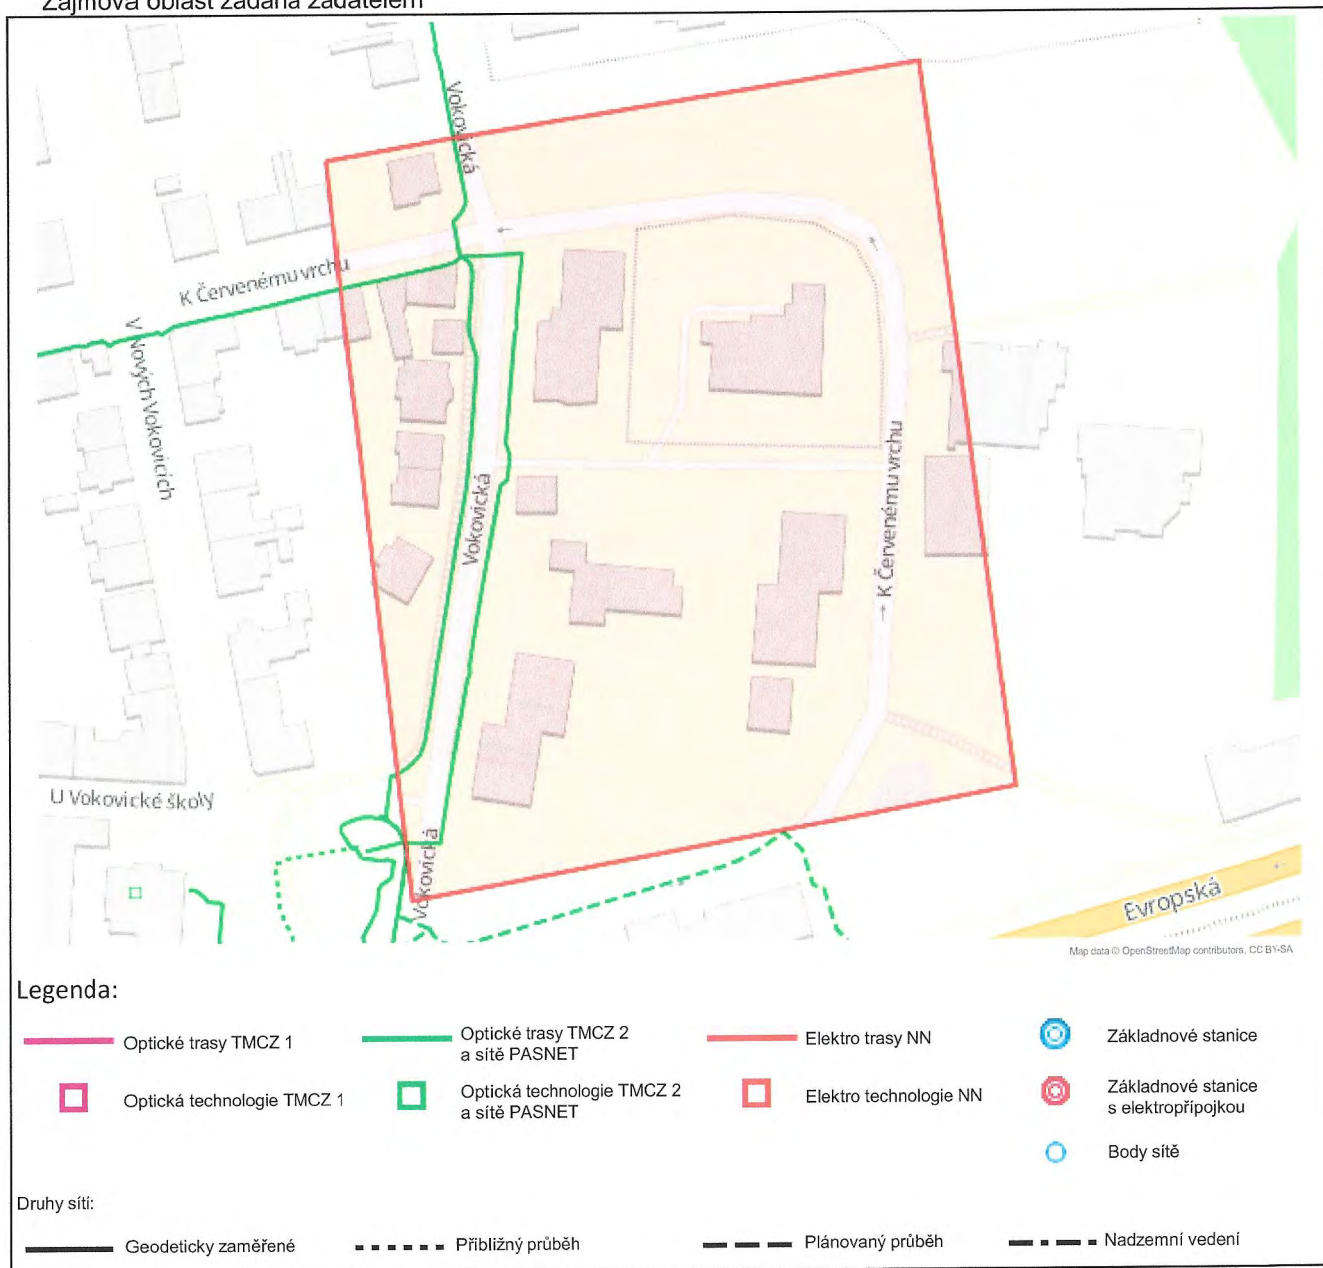 Zájmová oblast zadaná žadatelem
Vokovická
K Červenému vrchu
V Nových Vokovicích
Vokovická
K Červenému vrchu
U Vokovické školy
Vokovická
Evropská
Map data © OpenStreetMap contributors, CC BY-SA
Legenda:
Optické trasy TMCZ 1
Optické trasy TMCZ 2
a sítě PASNET
Elektro trasy NN
Základnové stanice
Optická technologie TMCZ 1
Optická technologie TMCZ 2
a sítě PASNET
Elektro technologie NN
Základnové stanice
s elektropřípojkou
Body sítě
Druhy sítí:
Geodeticky zaměřené
Přibližný průběh
Plánovaný průběh
Nadzemní vedení